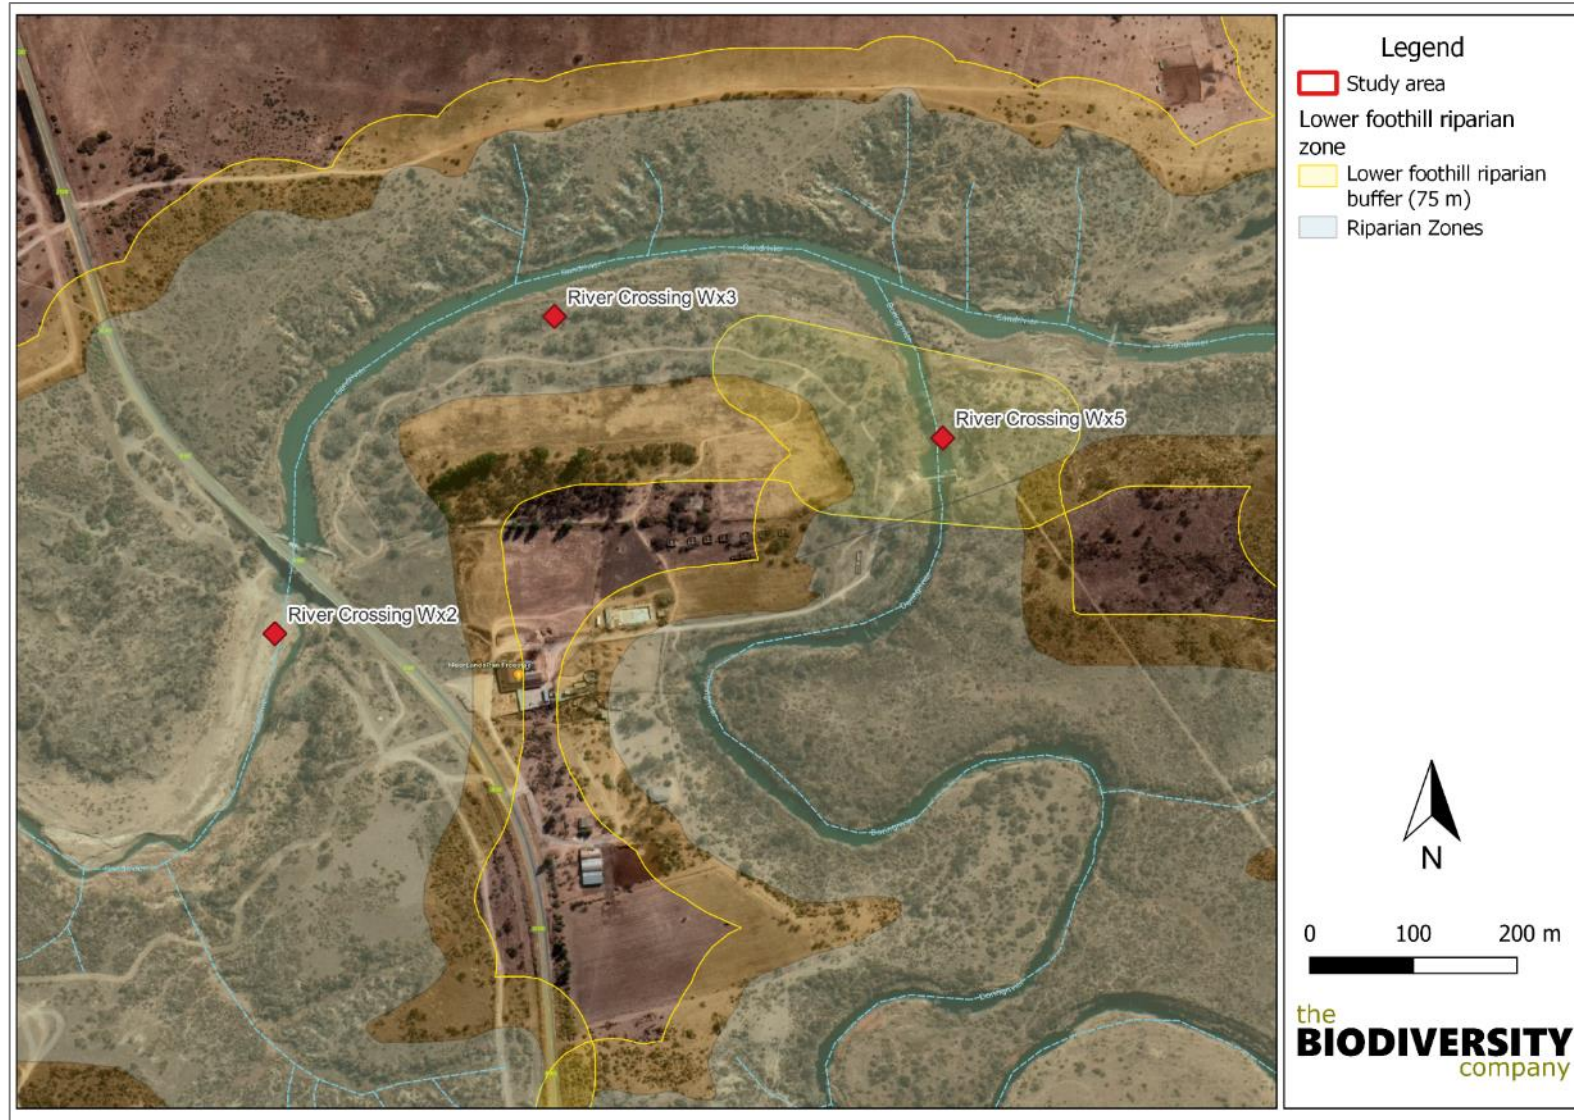 Legend
Study area
Lower foothill riparian
zone
Lower foothill riparian
buffer (75 m)
Riparian Zones
River Crossing Wx3
River Crossing Wx5
River Crossing Wx2
N
0 100 200 m
the
BIODIVERSITY
company